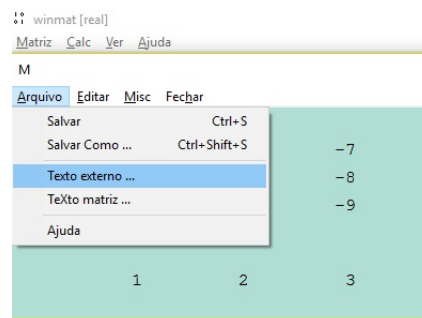 winmat [real]
Matriz Calc Ver Ajuda
M
Arquivo Editar Misc Fechar
Salvar Ctrl+S
Salvar Como ... Ctrl+Shift+S
-7
Texto externo ... -8
TeXto matriz ... -9
Ajuda
1 2 3